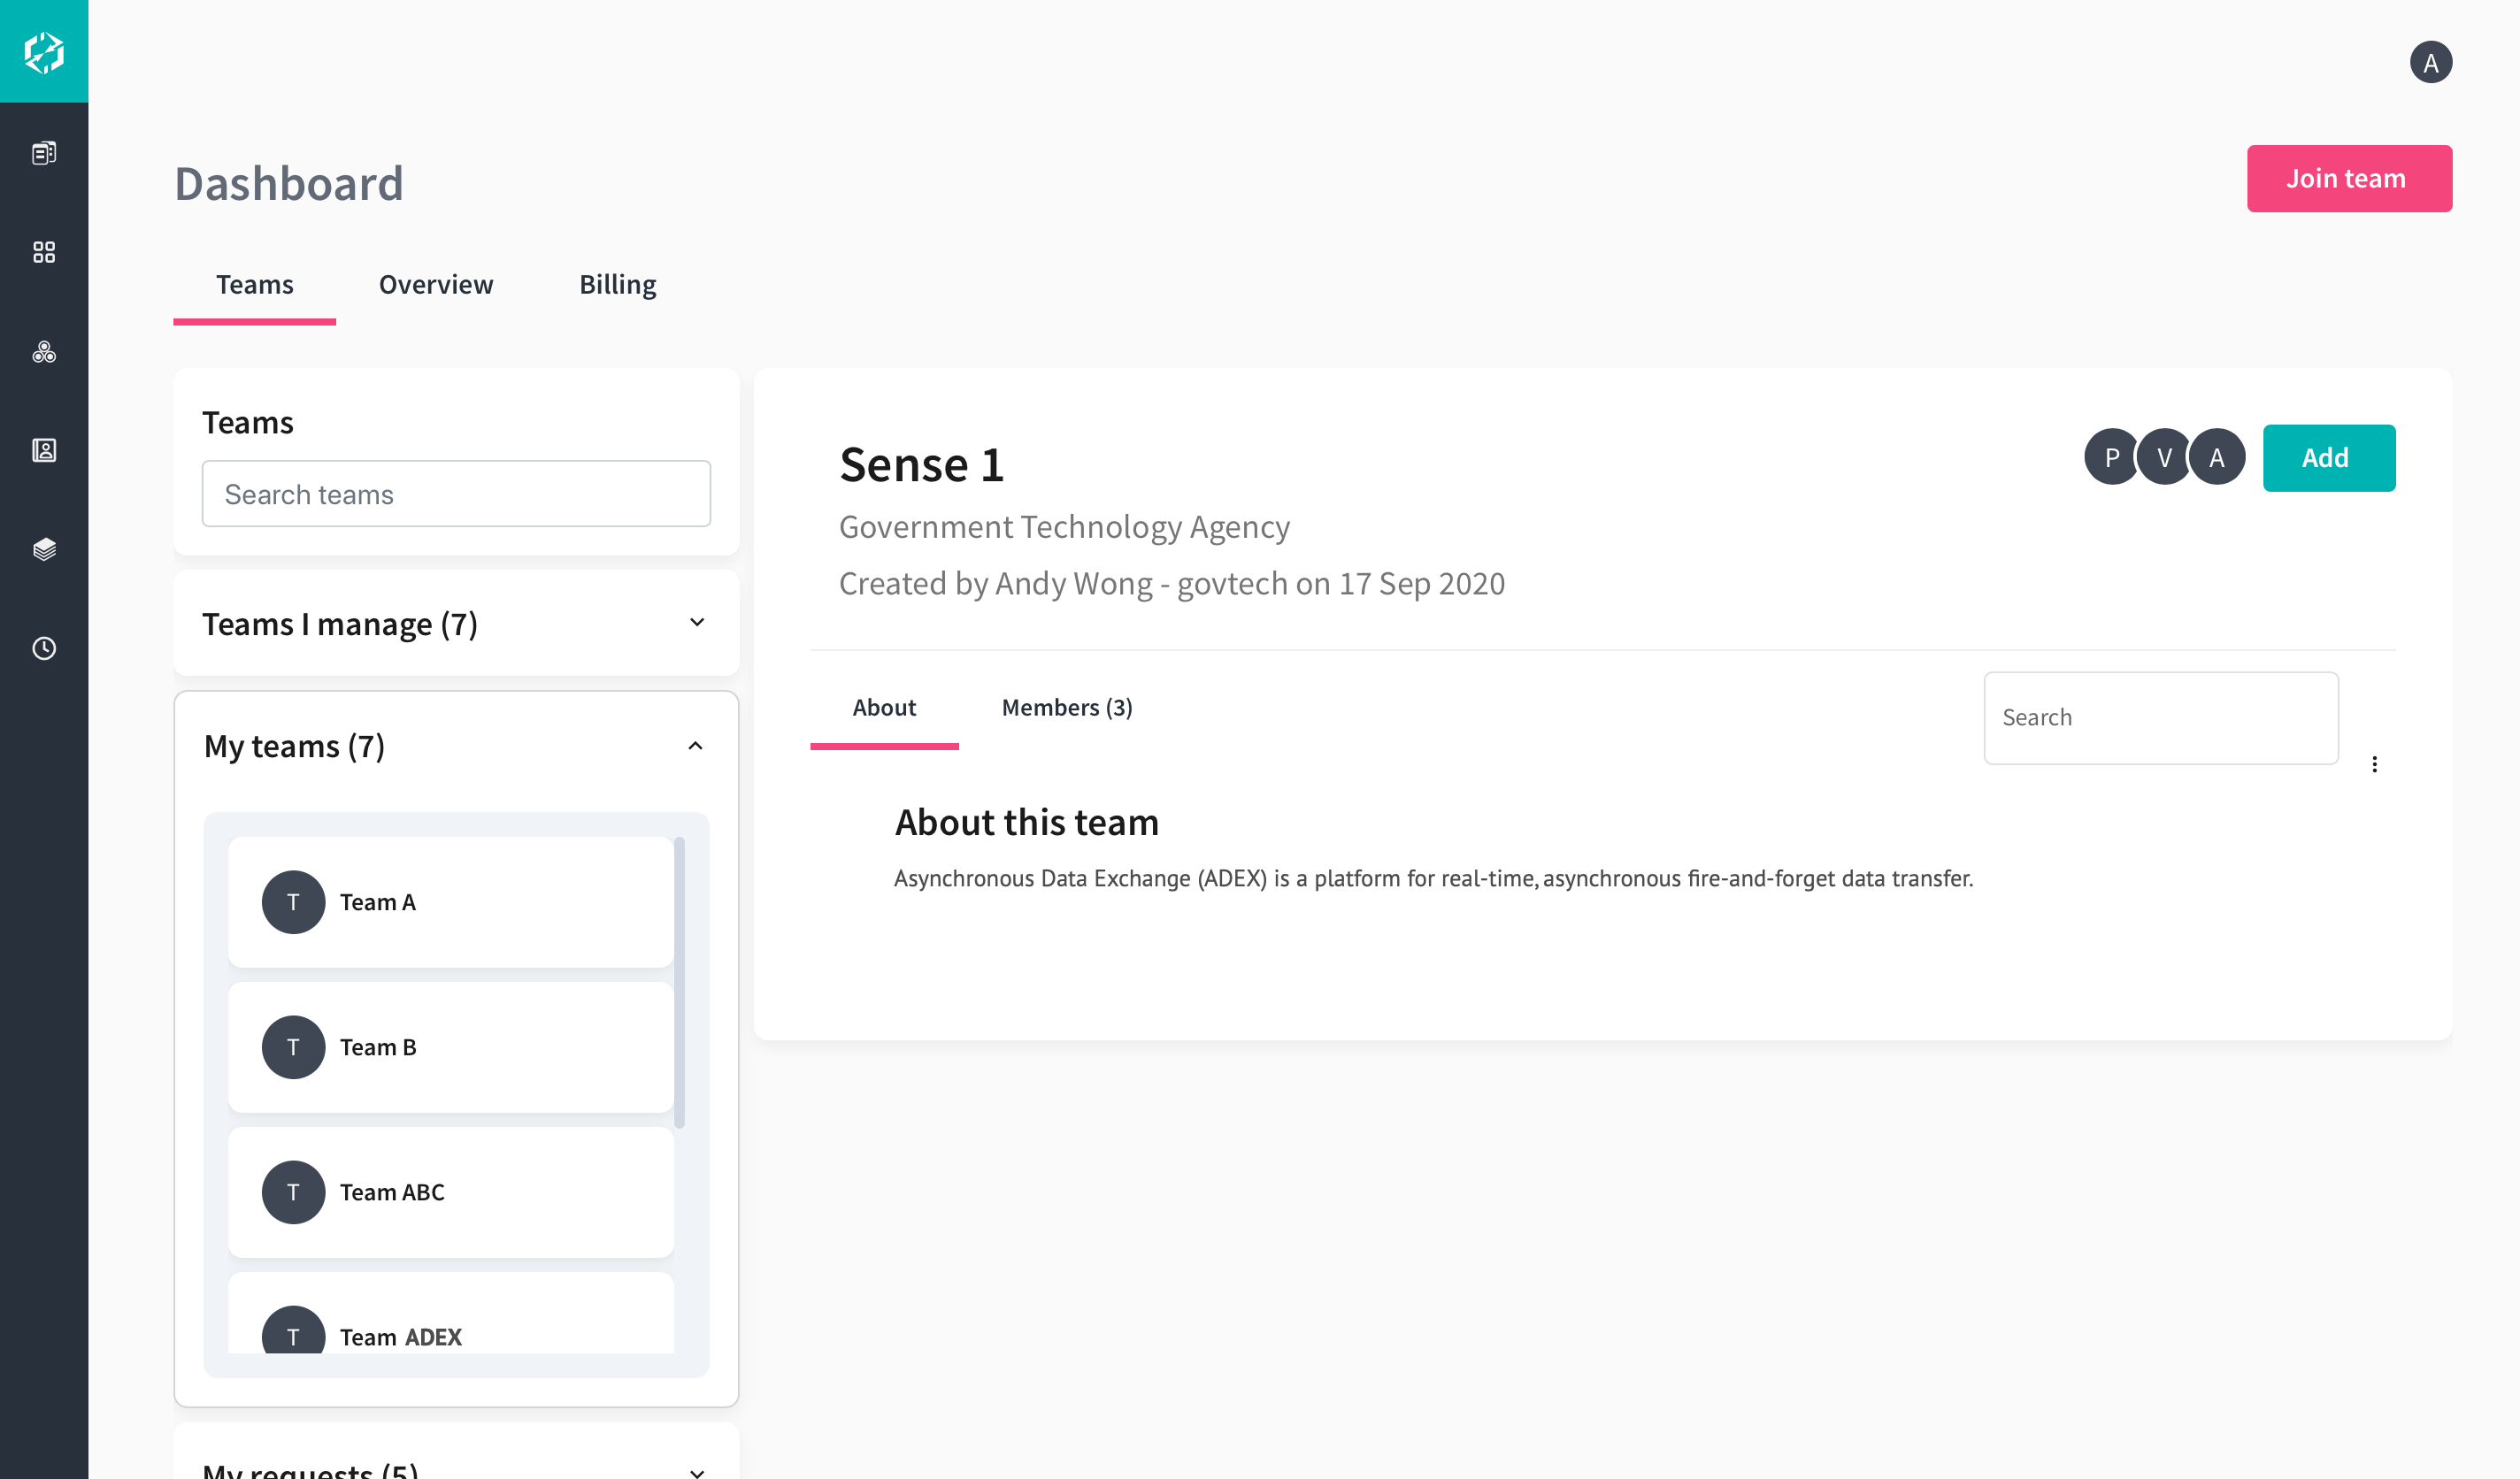 A
Dashboard
Join team
Teams
Overview
Billing
Teams
Search teams
Teams I manage (7)
My teams (7)
T
Team A
T
Team B
T
Team ABC
T
Team ADEX
My requests (5)
Sense 1
P
V
A
Add
Government Technology Agency
Created by Andy Wong - govtech on 17 Sep 2020
About
Members (3)
Search
About this team
Asynchronous Data Exchange (ADEX) is a platform for real-time, asynchronous fire-and-forget data transfer.